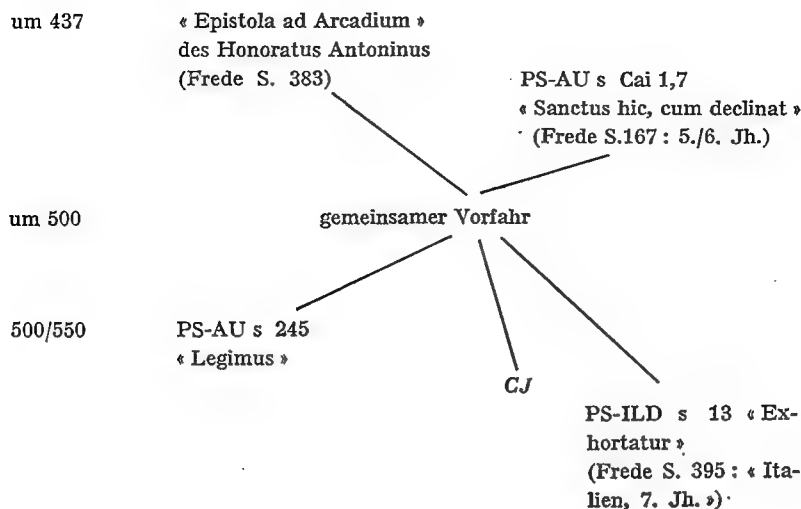 um 437
« Epistola ad Arcadium »
des Honoratus Antoninus
(Frede S. 383)
PS-AU s Cai 1,7
« Sanctus hic, cum declinat »
(Frede S.167 : 5./6. Jh.)
um 500
gemeinsamer Vorfahr
500/550
PS-AU s 245
« Legimus »
CJ
PS-ILD s 13 « Ex-
hortatur »
(Frede S. 395 : « Ita-
lien, 7. Jh. »)